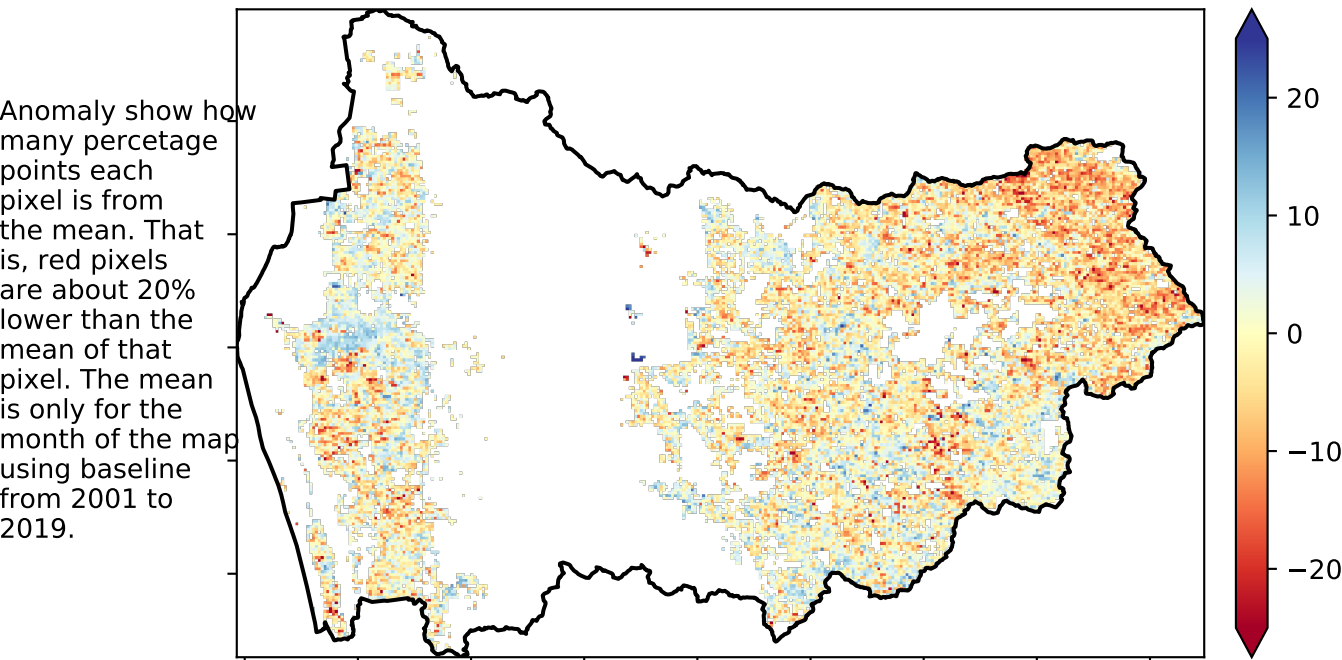 Anomaly show how
many percetage
points each
pixel is from
the mean. That
is, red pixels
are about 20%
lower than the
mean of that
pixel. The mean
is only for the
month of the map
using baseline
from 2001 to
2019.
20
10
0
−10
−20